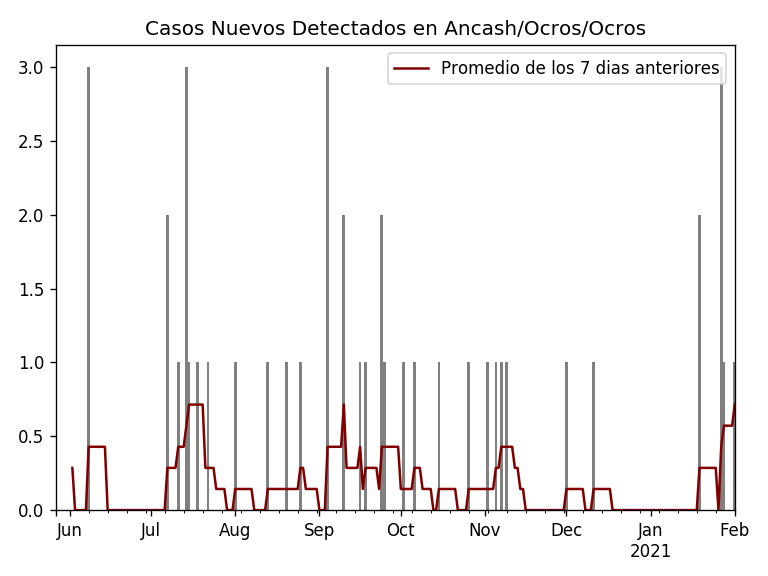 Casos Nuevos Detectados en Ancash/Ocros/Ocros
Promedio de los 7 dias anteriores
3.0
2.5
2.0
1.5
1.0
0.5
0.0
Jun Jul Aug Sep Oct Nov Dec Jan Feb
2021